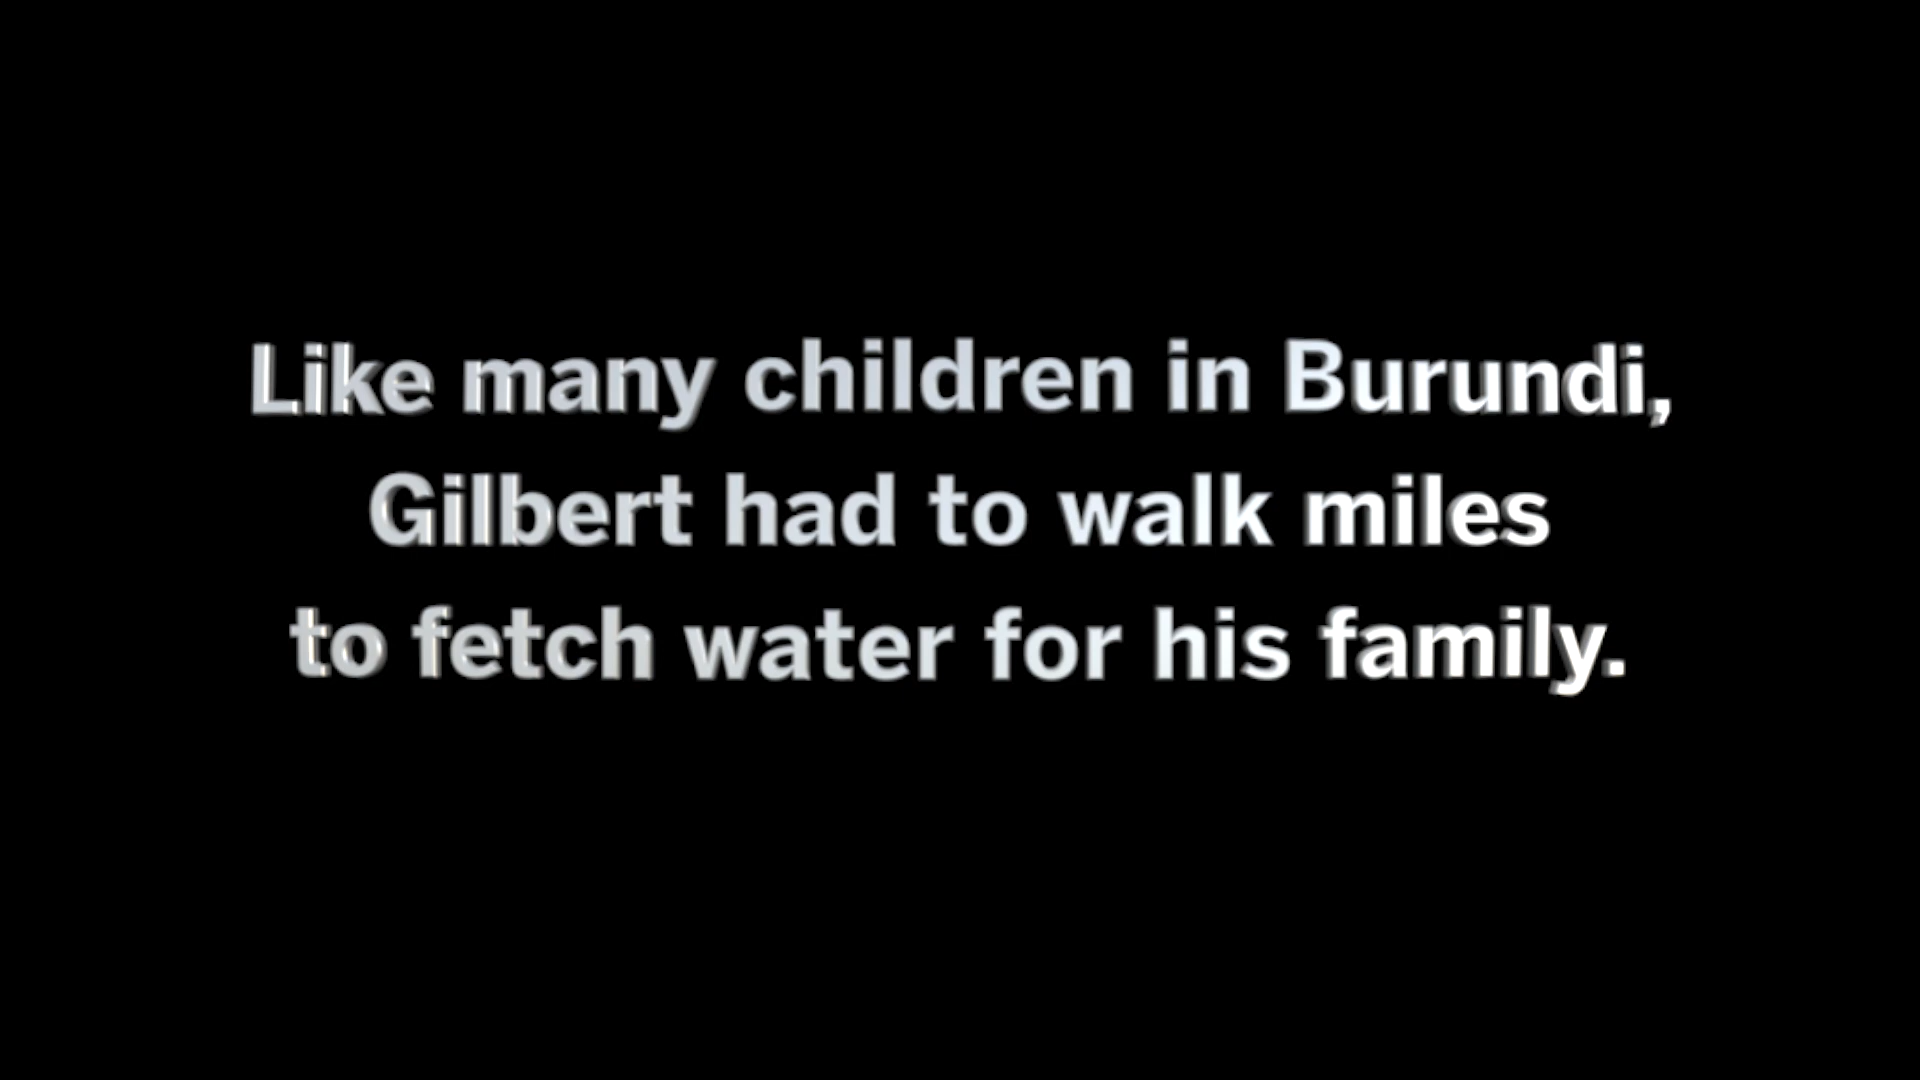 Like many children in Burundi,
Gilbert had to walk miles
to fetch water for his family.